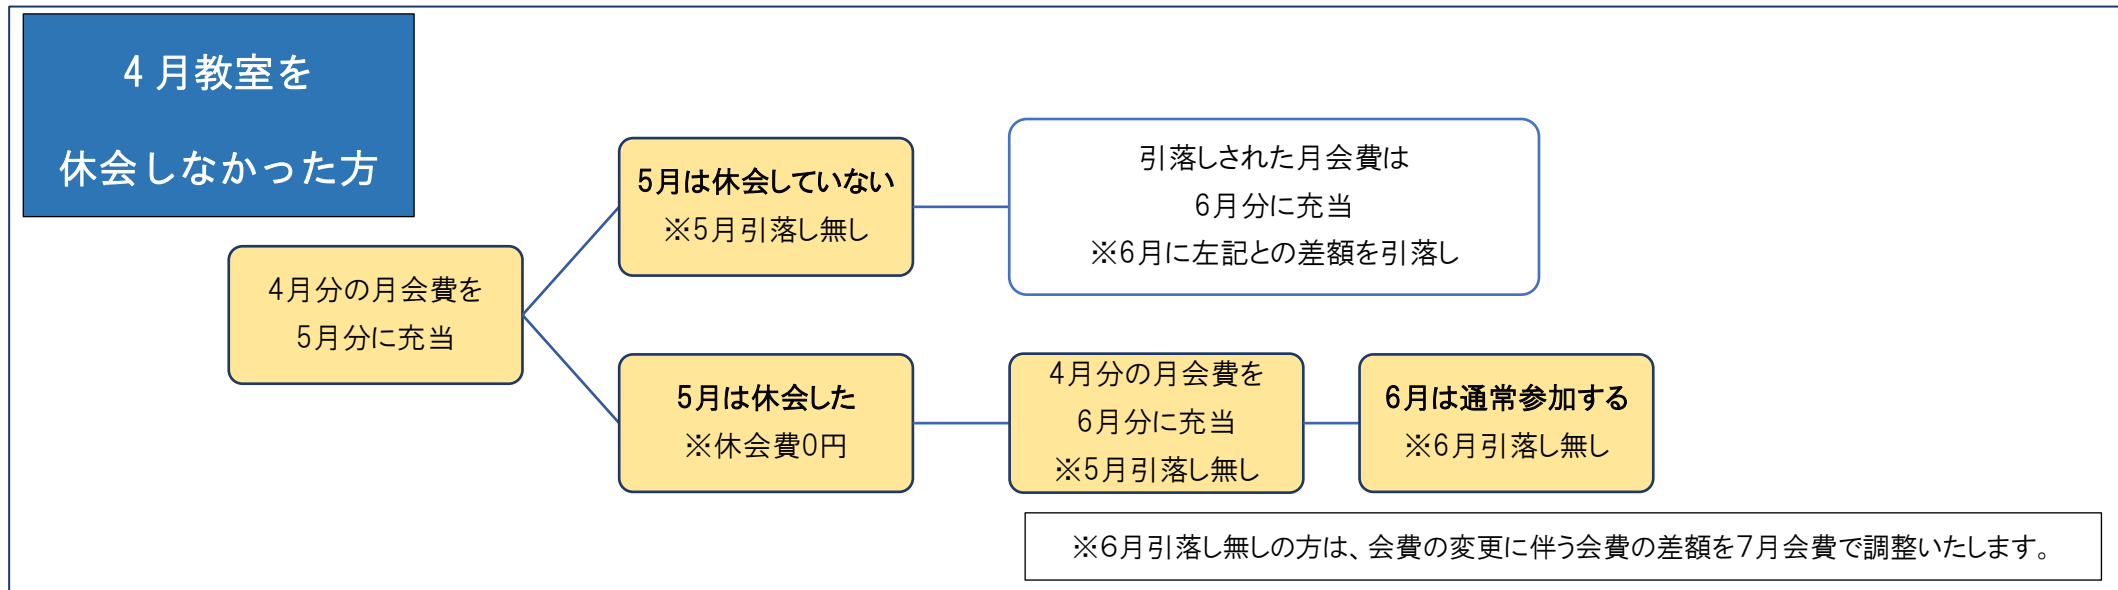 4月教室を
休会しなかった方
4月分の月会費を
5月分に充当
5月は休会していない
※5月引落し無し
引落しされた月会費は
6月分に充当
※6月に左記との差額を引落し
5月は休会した
※休会費0円
4月分の月会費を
6月分に充当
※5月引落し無し
6月は通常参加する
※6月引落し無し
※6月引落し無しの方は、会費の変更に伴う会費の差額を7月会費で調整いたします。